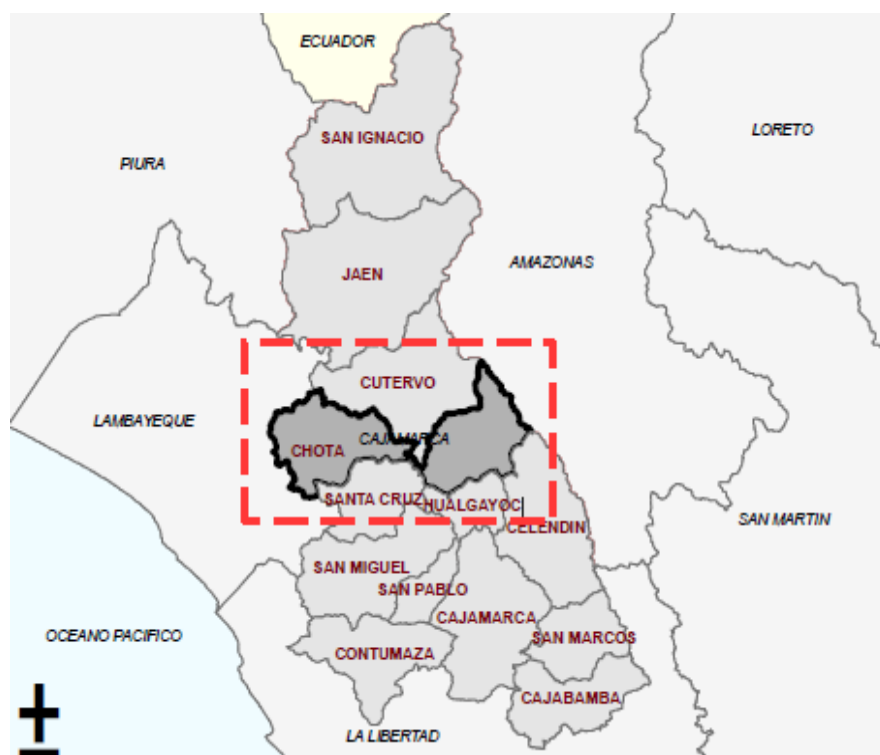 ECUADOR
SAN IGNACIO
LORETO
PIURA
AMAZONAS
JAEN
CUTERVO
LAMBAYEQUE
CAJAMARCA
CHOTA
SANTA CRUZ
HUALGAYOC
SAN MARTIN
CELENDIN
SAN MIGUEL
SAN PABLO
CAJAMARCA
OCEANO PACIFICO
SAN MARCOS
CONTUMAZA
CAJABAMBA
LA LIBERTAD